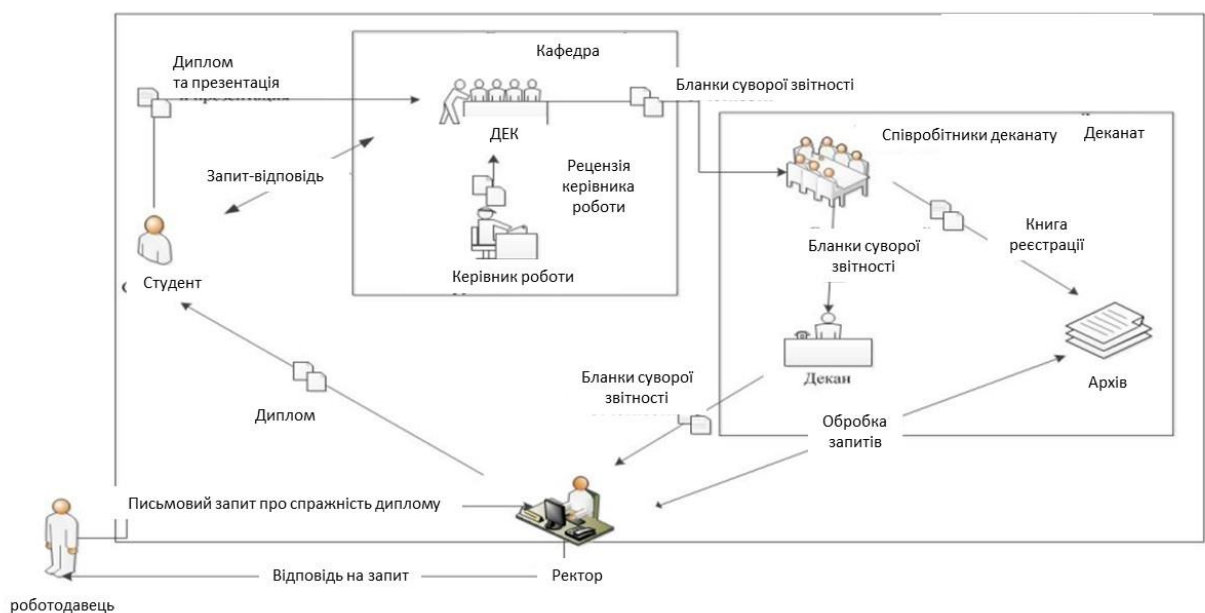 Кафедра
Диплом
та презентація
Бланки суворої звітності
ДЕК
Співробітники деканату
Деканат
Запит-відповідь
Рецензія
керівника
роботи
Книга
реєстрації
Бланки суворої
звітності
Студент
Керівник роботи
Декан
Архів
Бланки суворої
звітності
Диплом
Обробка
запитів
Письмовий запит про спражність диплому
Відповідь на запит
Ректор
роботодавець